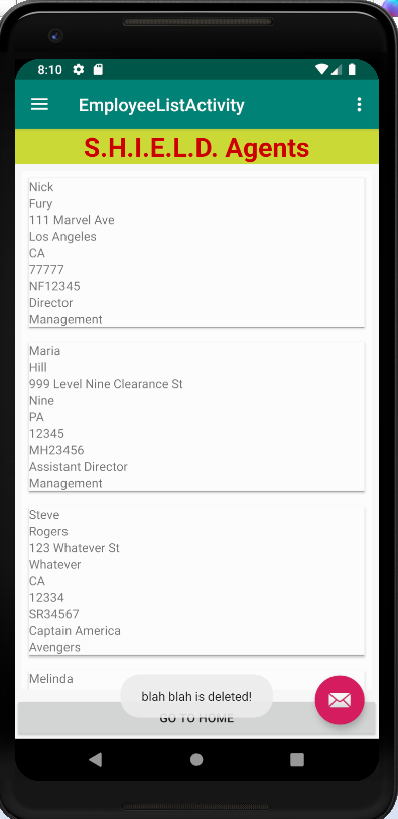 8:10
EmployeeListActivity
S.H.I.E.L.D. Agents
Nick
Fury
111 Marvel Ave
Los Angeles
CA
77777
NF12345
Director
Management
Maria
Hill
999 Level Nine Clearance St
Nine
PA
12345
MH23456
Assistant Director
Management
Steve
Rogers
123 Whatever St
Whatever
CA
12334
SR34567
Captain America
Avengers
Melinda
blah blah is deleted!
GO TO HOME